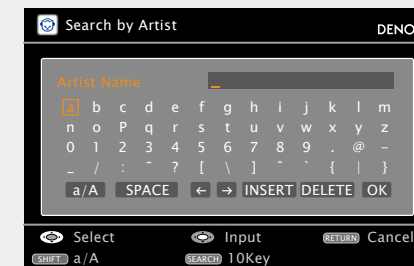 Search by Artist DENO
Artist Name _
a b c d e f g h i j k l m
n o P q r s t u v w x y z
0 1 2 3 4 5 6 7 8 9 . @ –
_ / : ~ ? [ \ ] ^ ` { | }
a/A SPACE ← → INSERT DELETE OK
Select Input RETURN Cancel
SHIFT a/A SEARCH 10Key